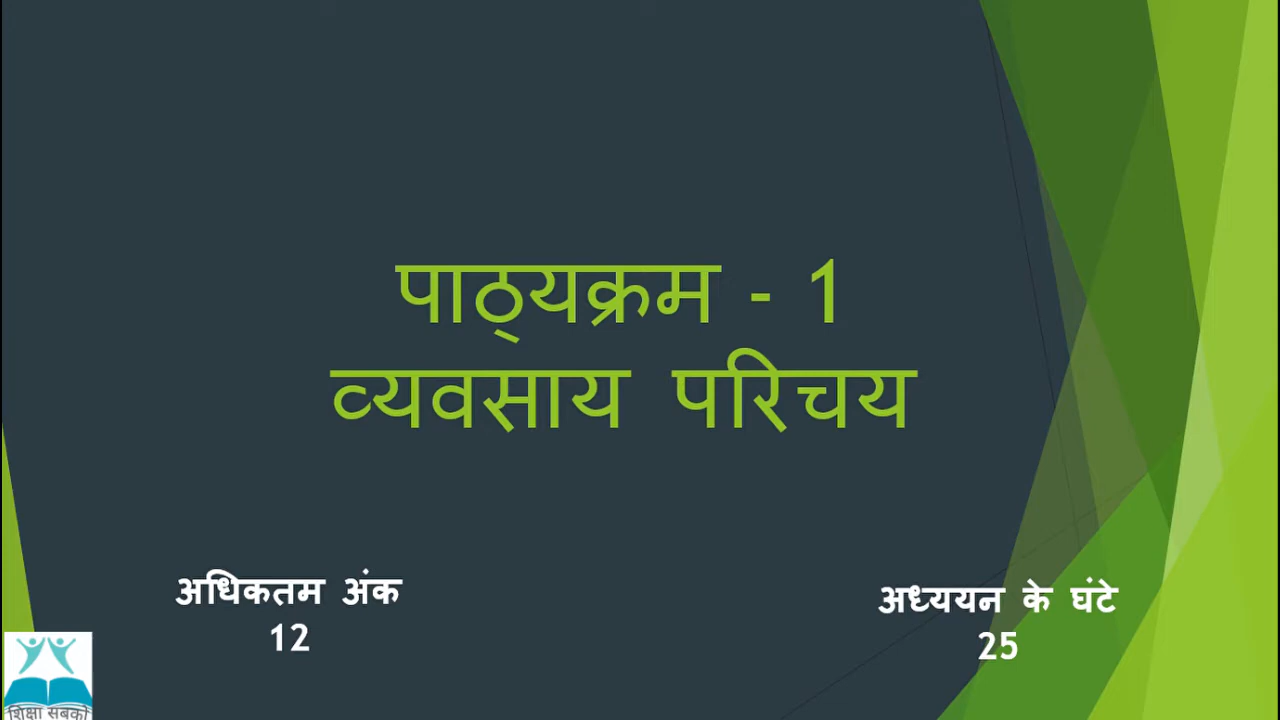 पाठ्यक्रम - 1
व्यवसाय परिचय
अधिकतम अंक
12
अध्ययन के घंटे
25
शिक्षा सबको